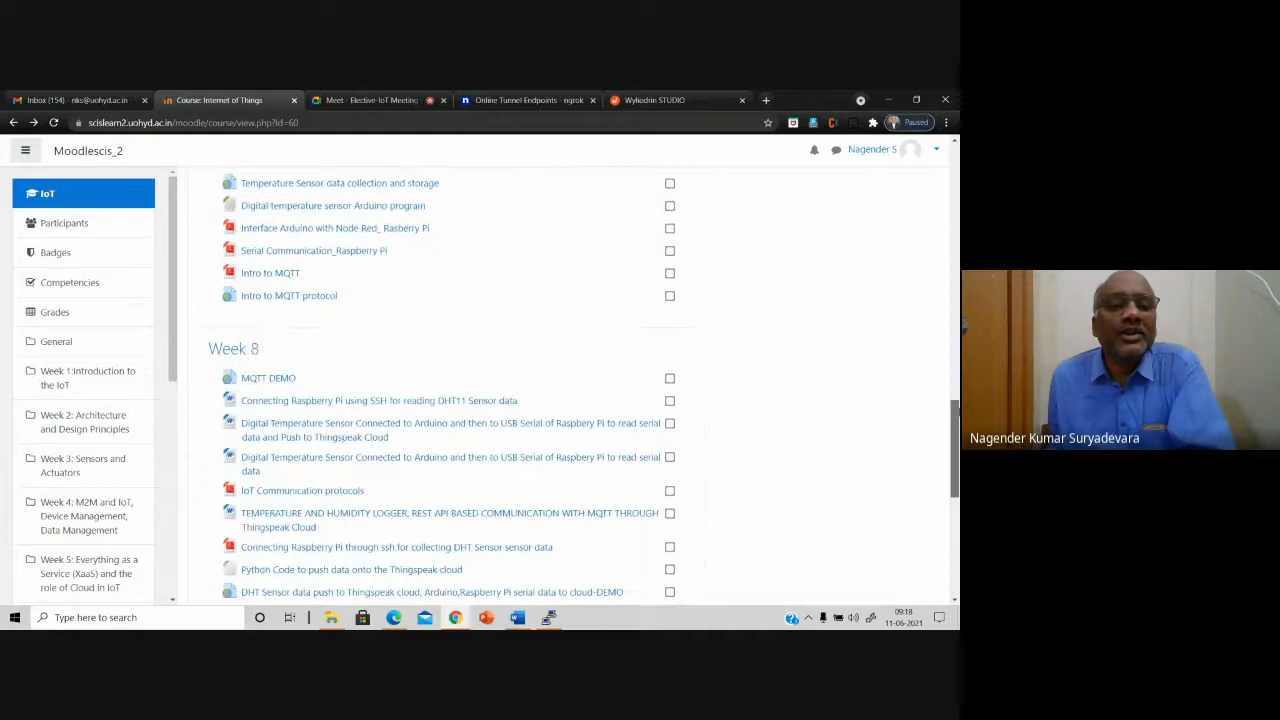 Inbox (154) - nks@uohyd.ac.in
Course: Internet of Things
Meet - Elective-IoT Meeting
Online Tunnel Endpoints - ngrok
Wyliodrin STUDIO
scislearn2.uohyd.ac.in/moodle/course/view.php?id=60
Paused
Moodlescis_2
Nagender S
IoT
Participants
Badges
Competencies
Grades
General
Week 1:Introduction to
the IoT
Week 2: Architecture
and Design Principles
Week 3: Sensors and
Actuators
Week 4: M2M and IoT,
Device Management,
Data Management
Week 5: Everything as a
Service (XaaS) and the
role of Cloud in IoT
Temperature Sensor data collection and storage
Digital temperature sensor Arduino program
Interface Arduino with Node Red_ Rasberry Pi
Serial Communication_Raspberry Pi
Intro to MQTT
Intro to MQTT protocol
Week 8
MQTT DEMO
Connecting Raspberry Pi using SSH for reading DHT11 Sensor data
Digital Temperature Sensor Connected to Arduino and then to USB Serial of Raspbery Pi to read serial
data and Push to Thingspeak Cloud
Digital Temperature Sensor Connected to Arduino and then to USB Serial of Raspbery Pi to read serial
data
IoT Communication protocols
TEMPERATURE AND HUMIDITY LOGGER, REST API BASED COMMUNICATION WITH MQTT THROUGH
Thingspeak Cloud
Connecting Raspberry Pi through ssh for collecting DHT Sensor sensor data
Python Code to push data onto the Thingspeak cloud
DHT Sensor data push to Thingspeak cloud, Arduino,Raspberry Pi serial data to cloud-DEMO
Nagender Kumar Suryadevara
Type here to search
09:18
11-06-2021